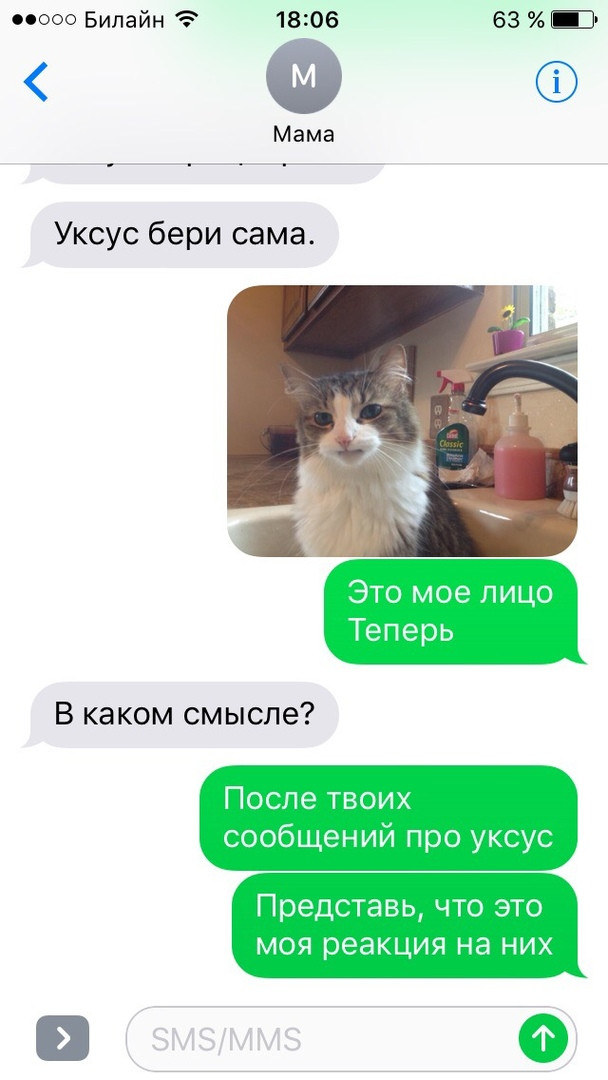 Билайн 18:06 63 %
М
Мама
Уксус бери сама.
Classic
Это мое лицо
Теперь
В каком смысле?
После твоих
сообщений про уксус
Представь, что это
моя реакция на них
SMS/MMS